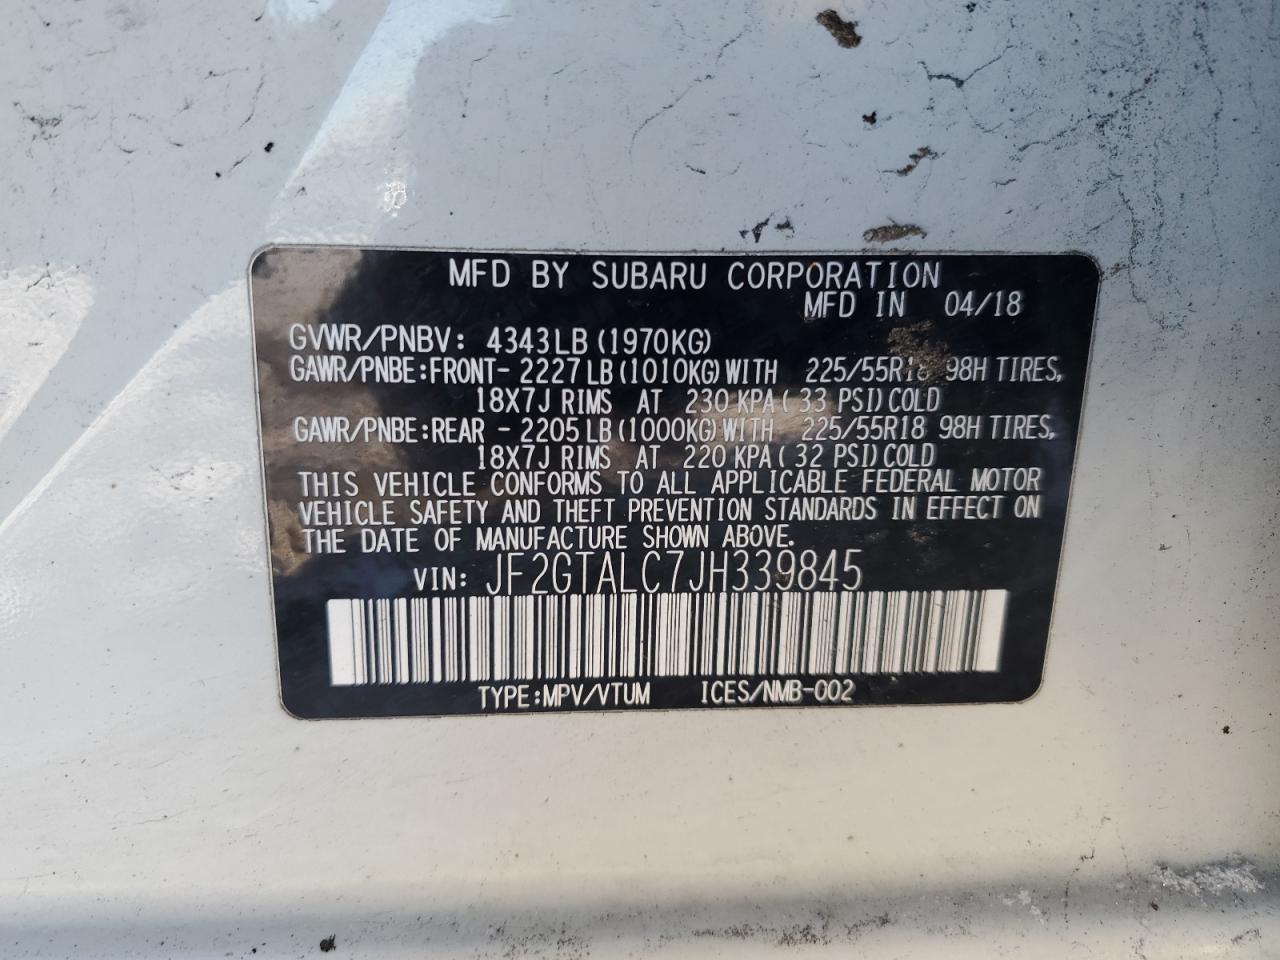 MFD BY SUBARU CORPORATION
MFD IN 04/18
GVWR/PNBV: 4343LB (1970KG)
GAWR/PNBE:FRONT- 2227 LB (1010KG) WITH 225/55R18 98H TIRES,
18X7J RIMS AT 230 KPA ( 33 PSI) COLD
GAWR/PNBE:REAR - 2205 LB (1000KG) WITH 225/55R18 98H TIRES,
18X7J RIMS AT 220 KPA ( 32 PSI) COLD
THIS VEHICLE CONFORMS TO ALL APPLICABLE FEDERAL MOTOR
VEHICLE SAFETY AND THEFT PREVENTION STANDARDS IN EFFECT ON
THE DATE OF MANUFACTURE SHOWN ABOVE.
VIN: JF2GTALC7JH339845
TYPE:MPV/VTUM ICES/NMB-002